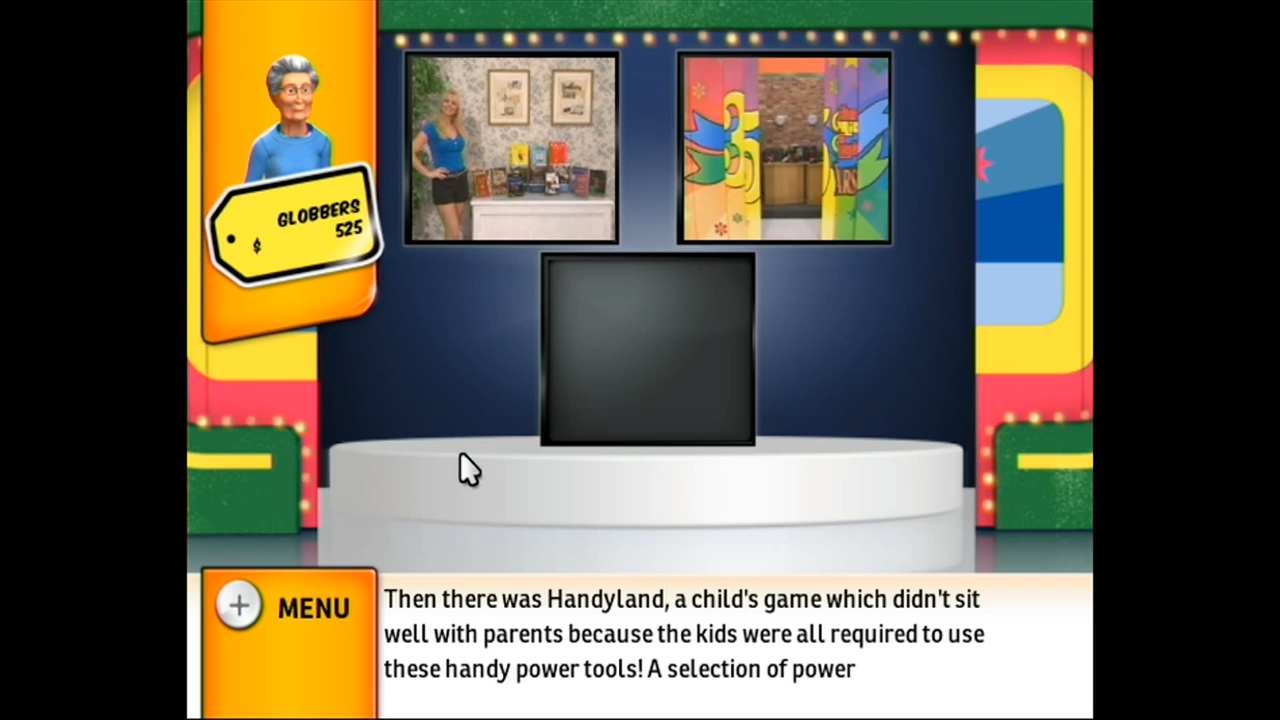 GLOBBERS
$ 525
35
MENU
Then there was Handyland, a child's game which didn't sit
well with parents because the kids were all required to use
these handy power tools! A selection of power